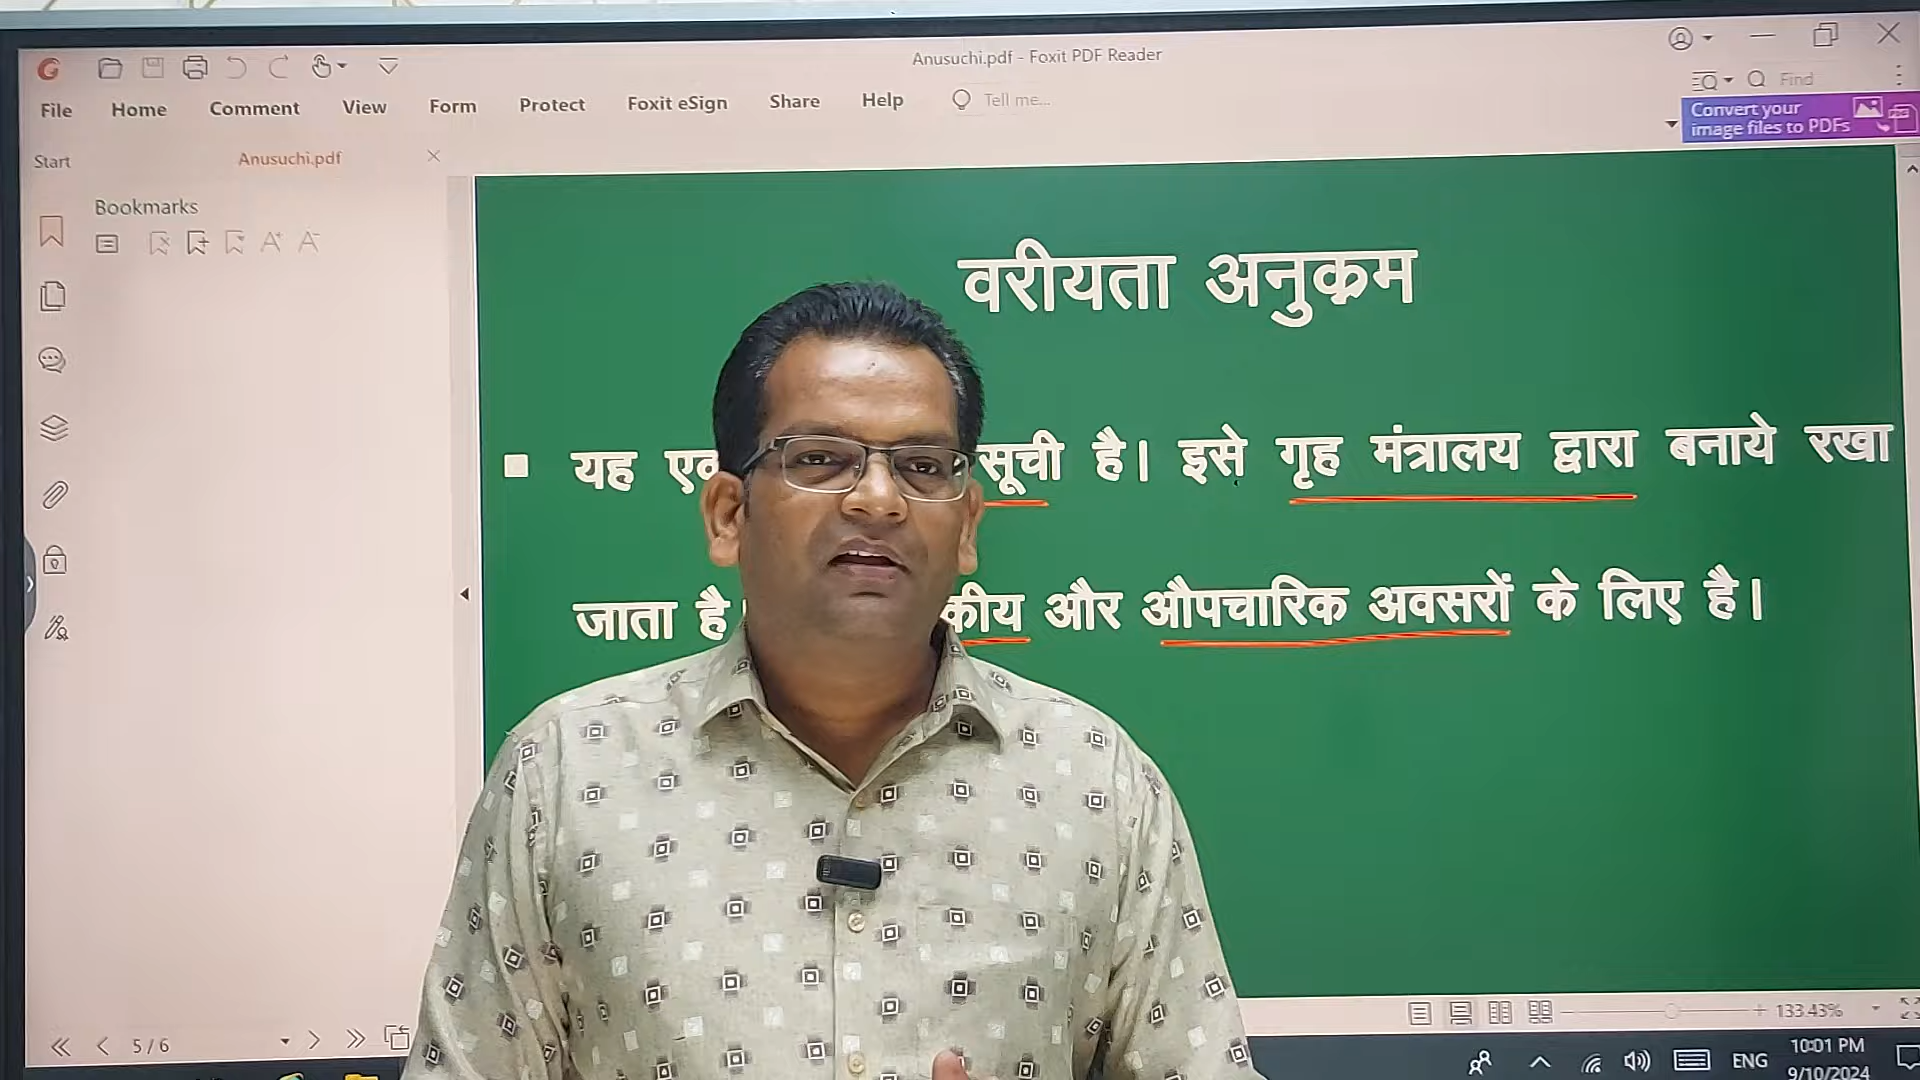 Anusuchi.pdf - Foxit PDF Reader
Find
File Home Comment View Form Protect Foxit eSign Share Help Tell me...
Convert your
image files to PDFs
Start Anusuchi.pdf
Bookmarks
वरीयता अनुक्रम
यह सूची है। इसे गृह मंत्रालय द्वारा बनाये रखा
जाता है। और औपचारिक अवसरों के लिए है।
5 / 6
133.43%
ENG
10:01 PM
9/10/2024